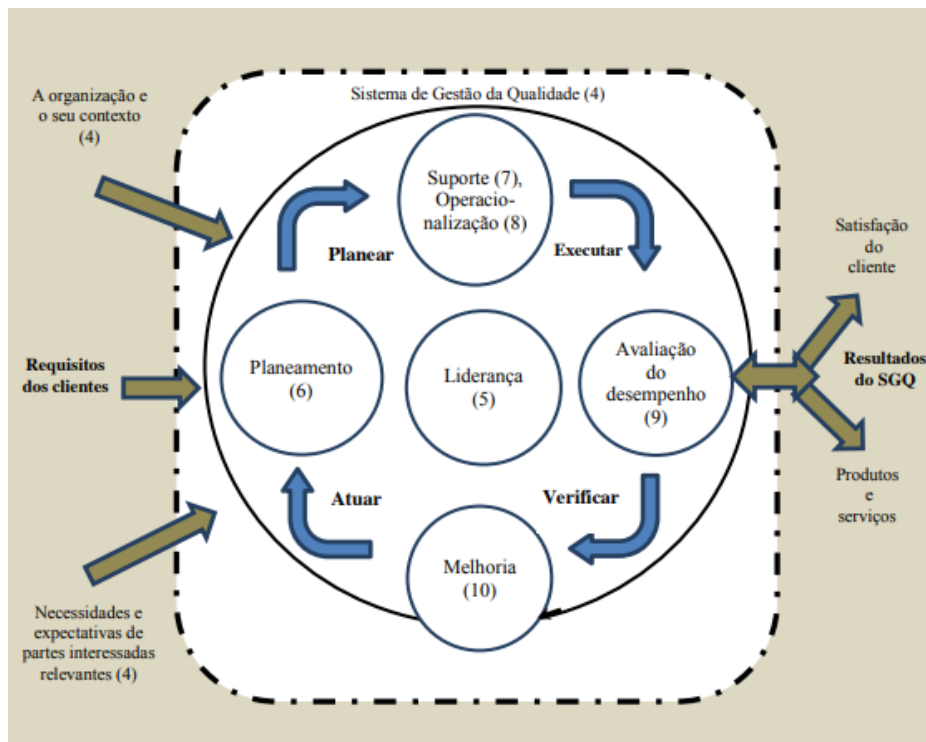 Sistema de Gestão da Qualidade (4)
A organização e
o seu contexto
(4)
Suporte (7),
Operacio-
nalização (8)
Planear
Executar
Satisfação
do
cliente
Requisitos
dos clientes
Planeamento
(6)
Liderança
(5)
Avaliação
do
desempenho
(9)
Resultados
do SGQ
Atuar
Verificar
Produtos
e
serviços
Melhoria
(10)
Necessidades e
expectativas de
partes interessadas
relevantes (4)